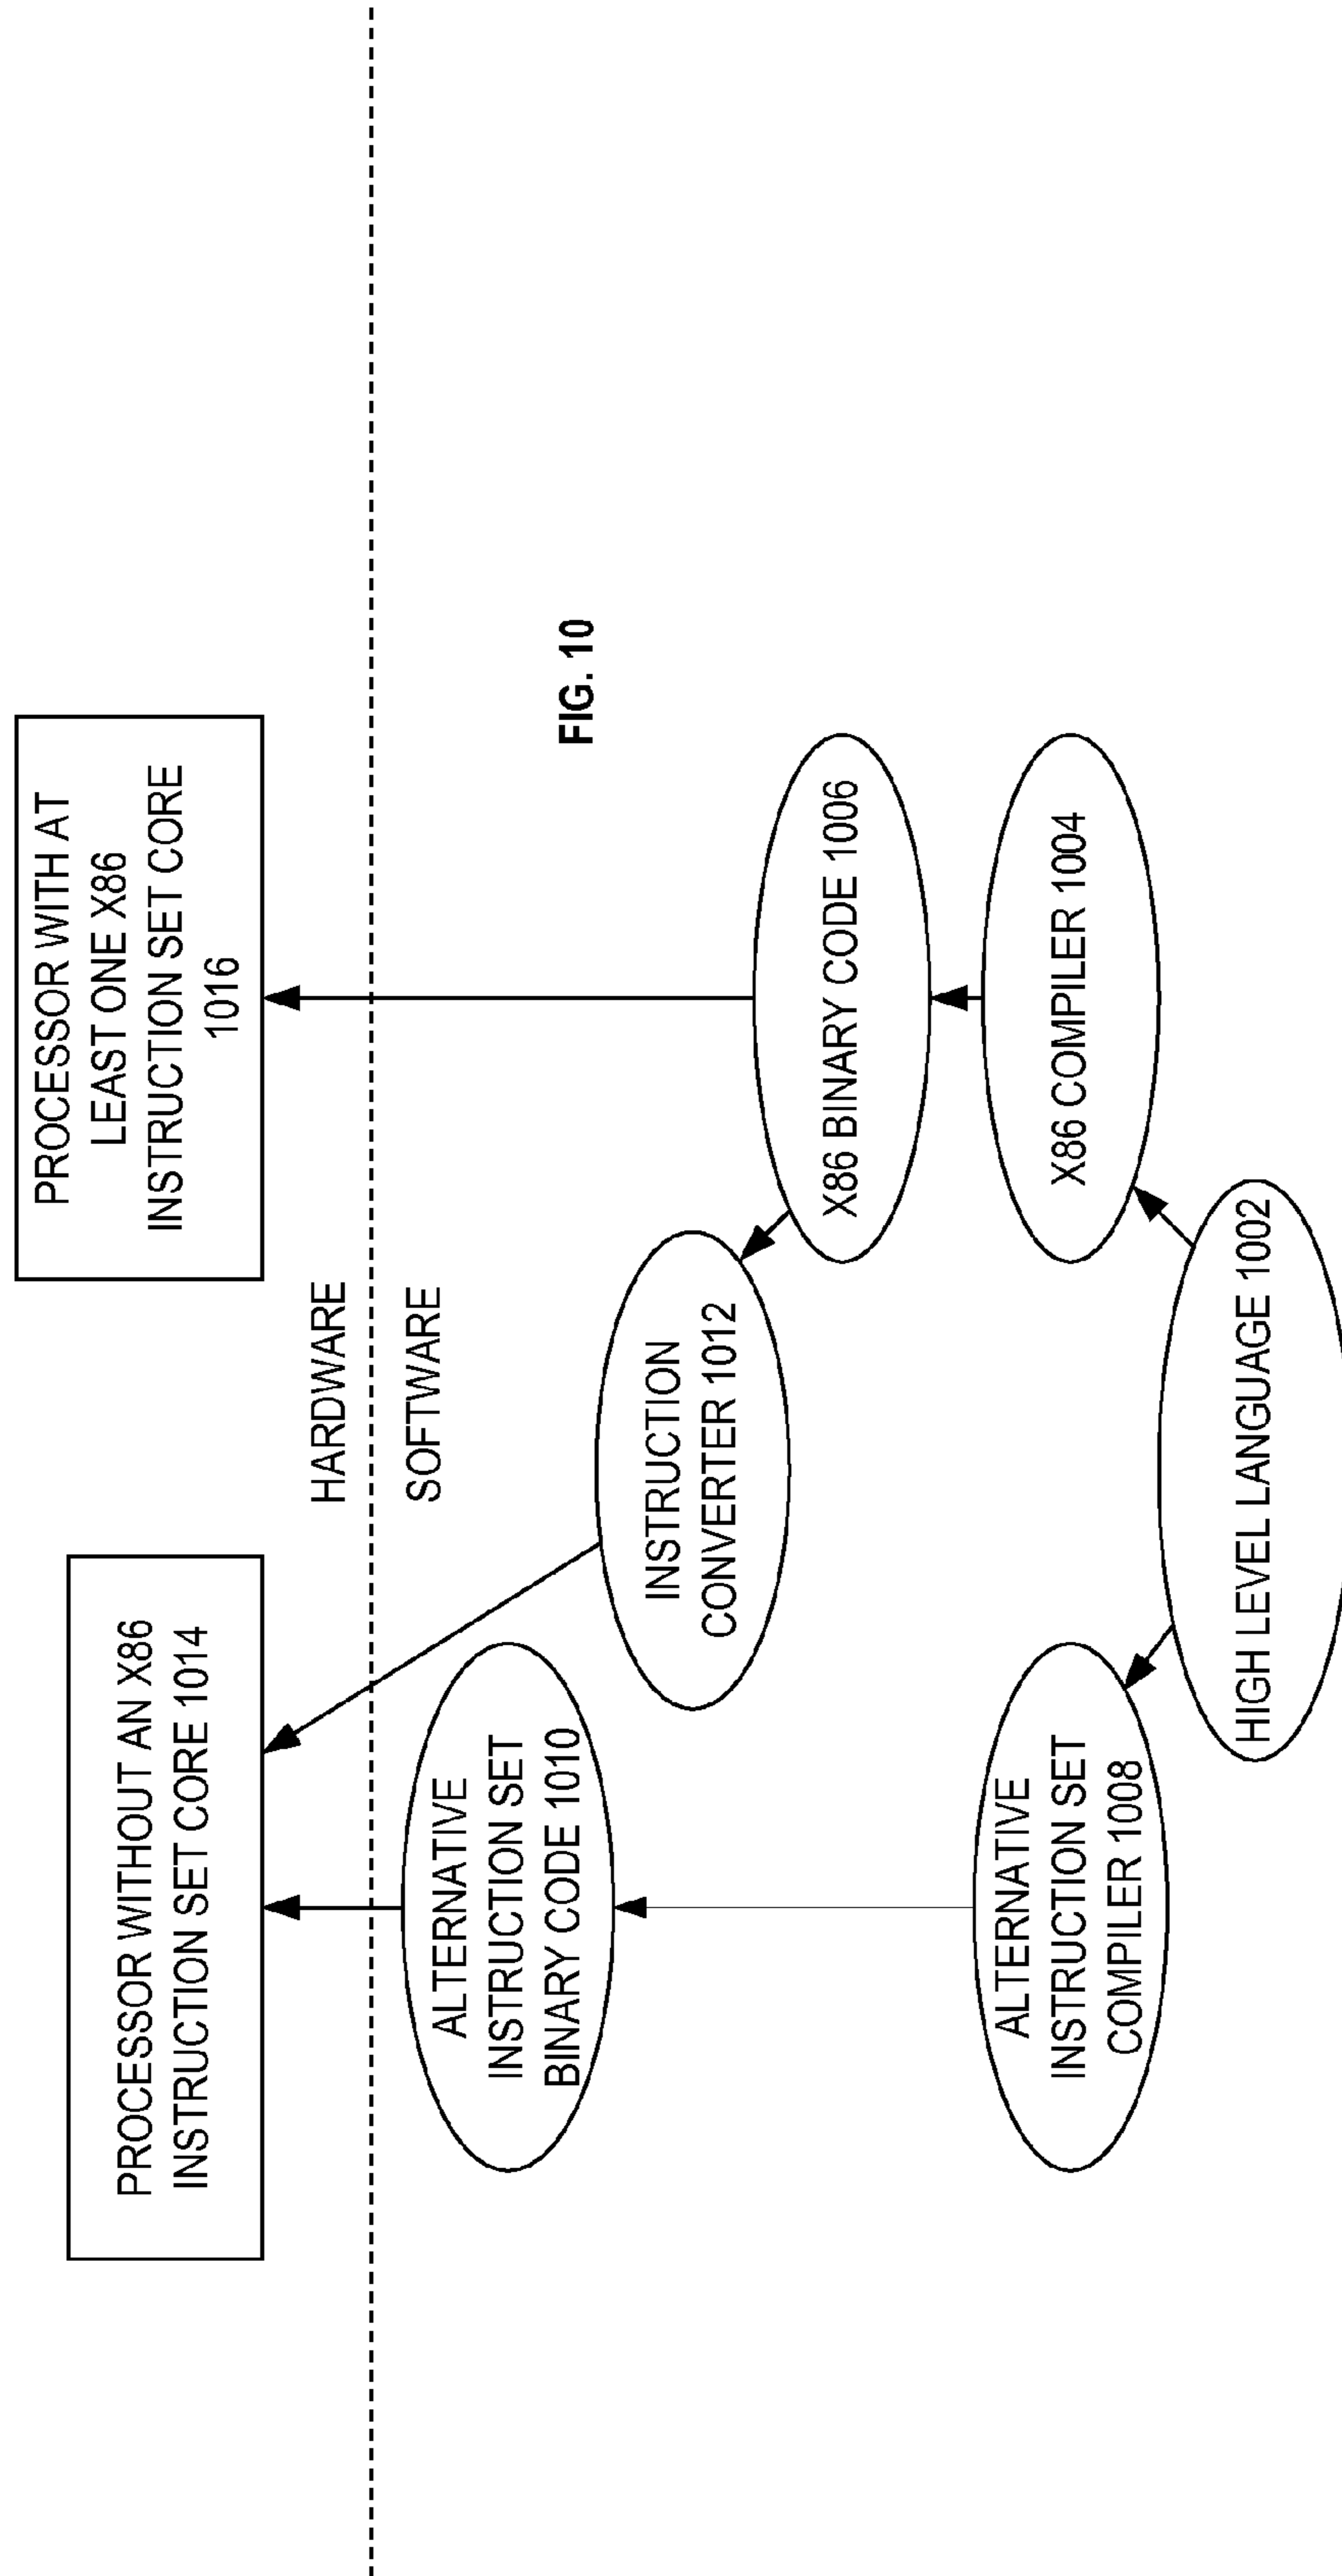 PROCESSOR WITHOUT AN X86
INSTRUCTION SET CORE 1014
PROCESSOR WITH AT
LEAST ONE X86
INSTRUCTION SET CORE
1016
HARDWARE
SOFTWARE
ALTERNATIVE
INSTRUCTION SET
BINARY CODE 1010
INSTRUCTION
CONVERTER 1012
FIG. 10
X86 BINARY CODE 1006
ALTERNATIVE
INSTRUCTION SET
COMPILER 1008
X86 COMPILER 1004
HIGH LEVEL LANGUAGE 1002